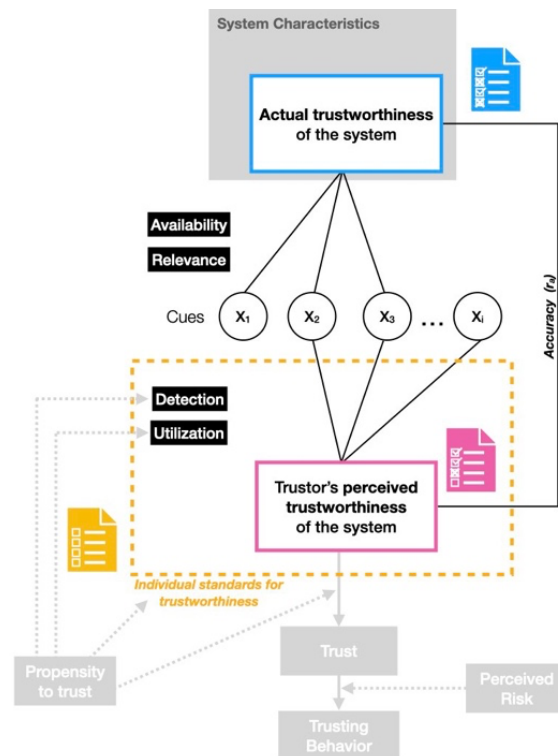 System Characteristics
Actual trustworthiness
of the system
Availability
Relevance
Accuracy (rₐ)
Cues
X₁
X₂
X₃
...
Xᵢ
Detection
Utilization
Trustor's perceived
trustworthiness
of the system
Individual standards for
trustworthiness
Propensity
to trust
Trust
Perceived
Risk
Trusting
Behavior